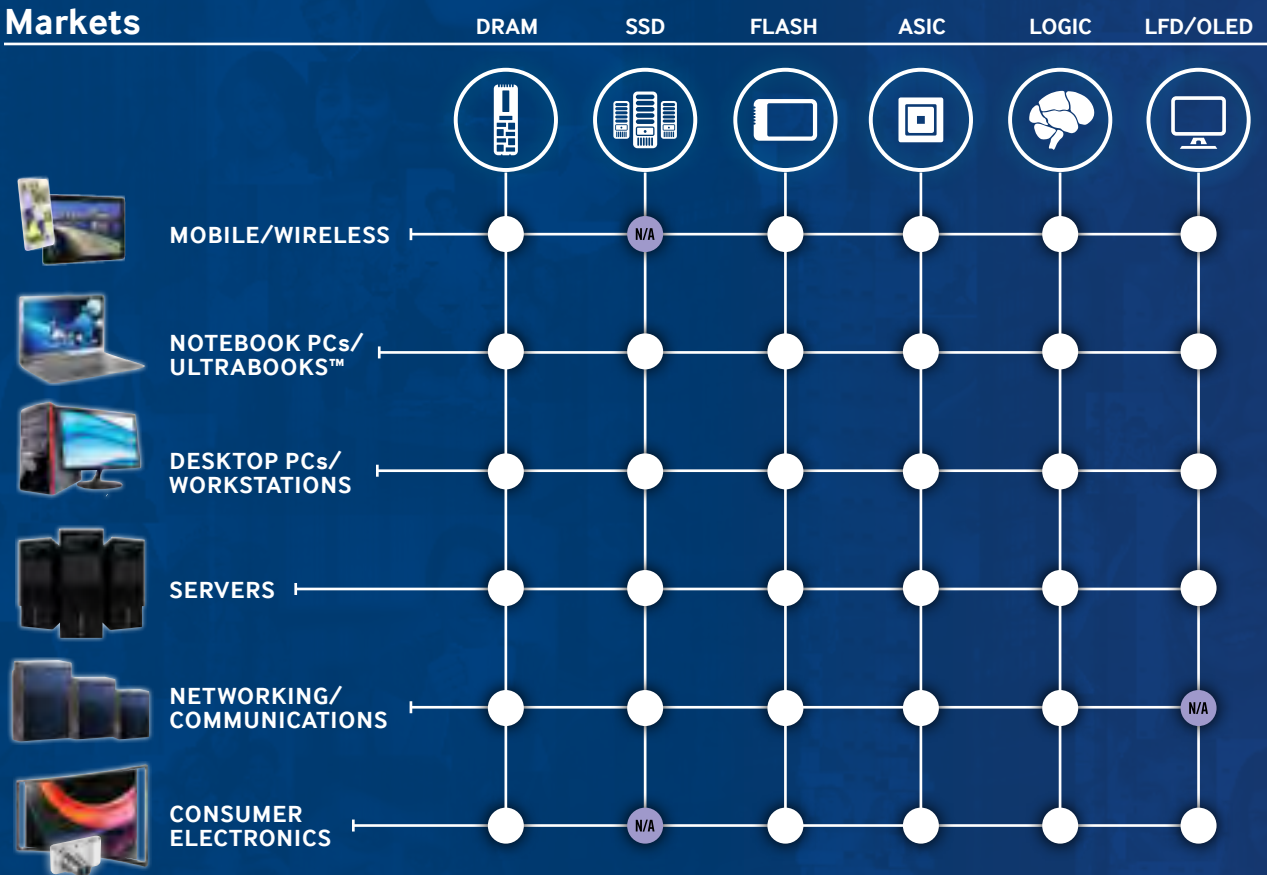 Markets DRAM SSD FLASH ASIC LOGIC LFD/OLED
MOBILE/WIRELESS N/A
NOTEBOOK PCs/
ULTRABOOKS™
DESKTOP PCs/
WORKSTATIONS
SERVERS
NETWORKING/
COMMUNICATIONS N/A
CONSUMER
ELECTRONICS N/A